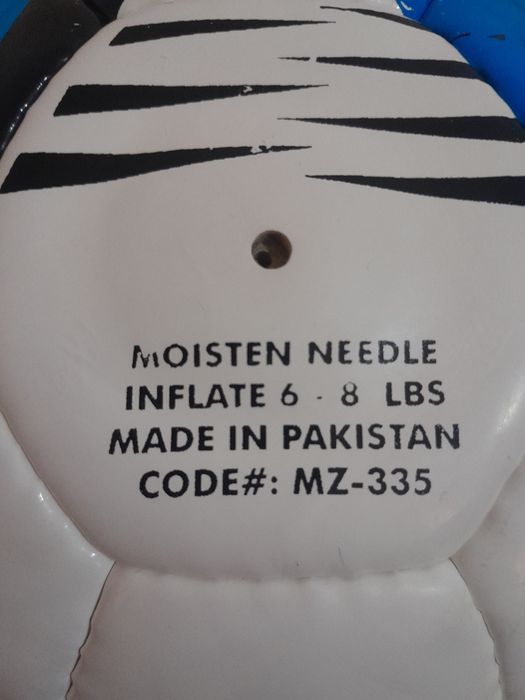 MOISTEN NEEDLE
INFLATE 6 - 8 LBS
MADE IN PAKISTAN
CODE#: MZ-335